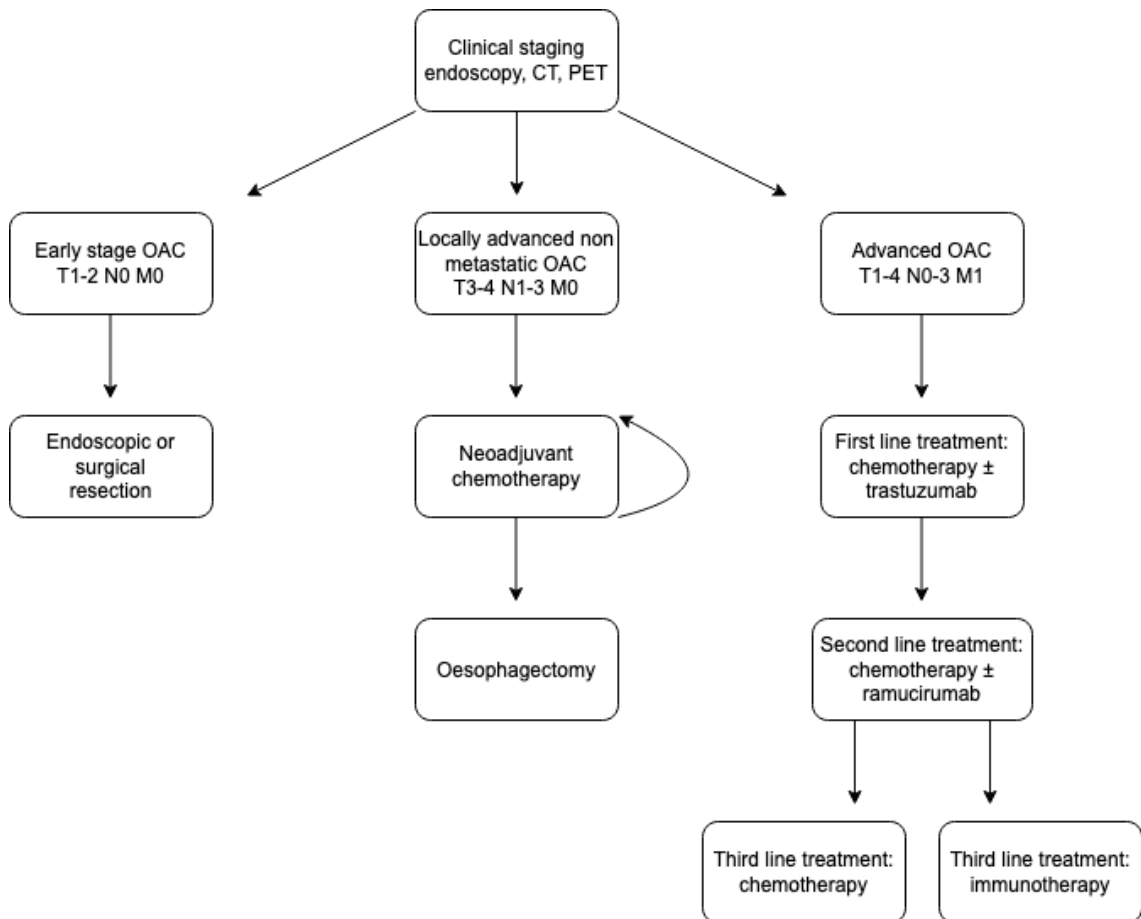 Clinical staging
endoscopy, CT, PET
Early stage OAC
T1-2 N0 M0
Locally advanced non
metastatic OAC
T3-4 N1-3 M0
Advanced OAC
T1-4 N0-3 M1
Endoscopic or
surgical
resection
Neoadjuvant
chemotherapy
First line treatment:
chemotherapy ±
trastuzumab
Oesophagectomy
Second line treatment:
chemotherapy ±
ramucirumab
Third line treatment:
chemotherapy
Third line treatment:
immunotherapy